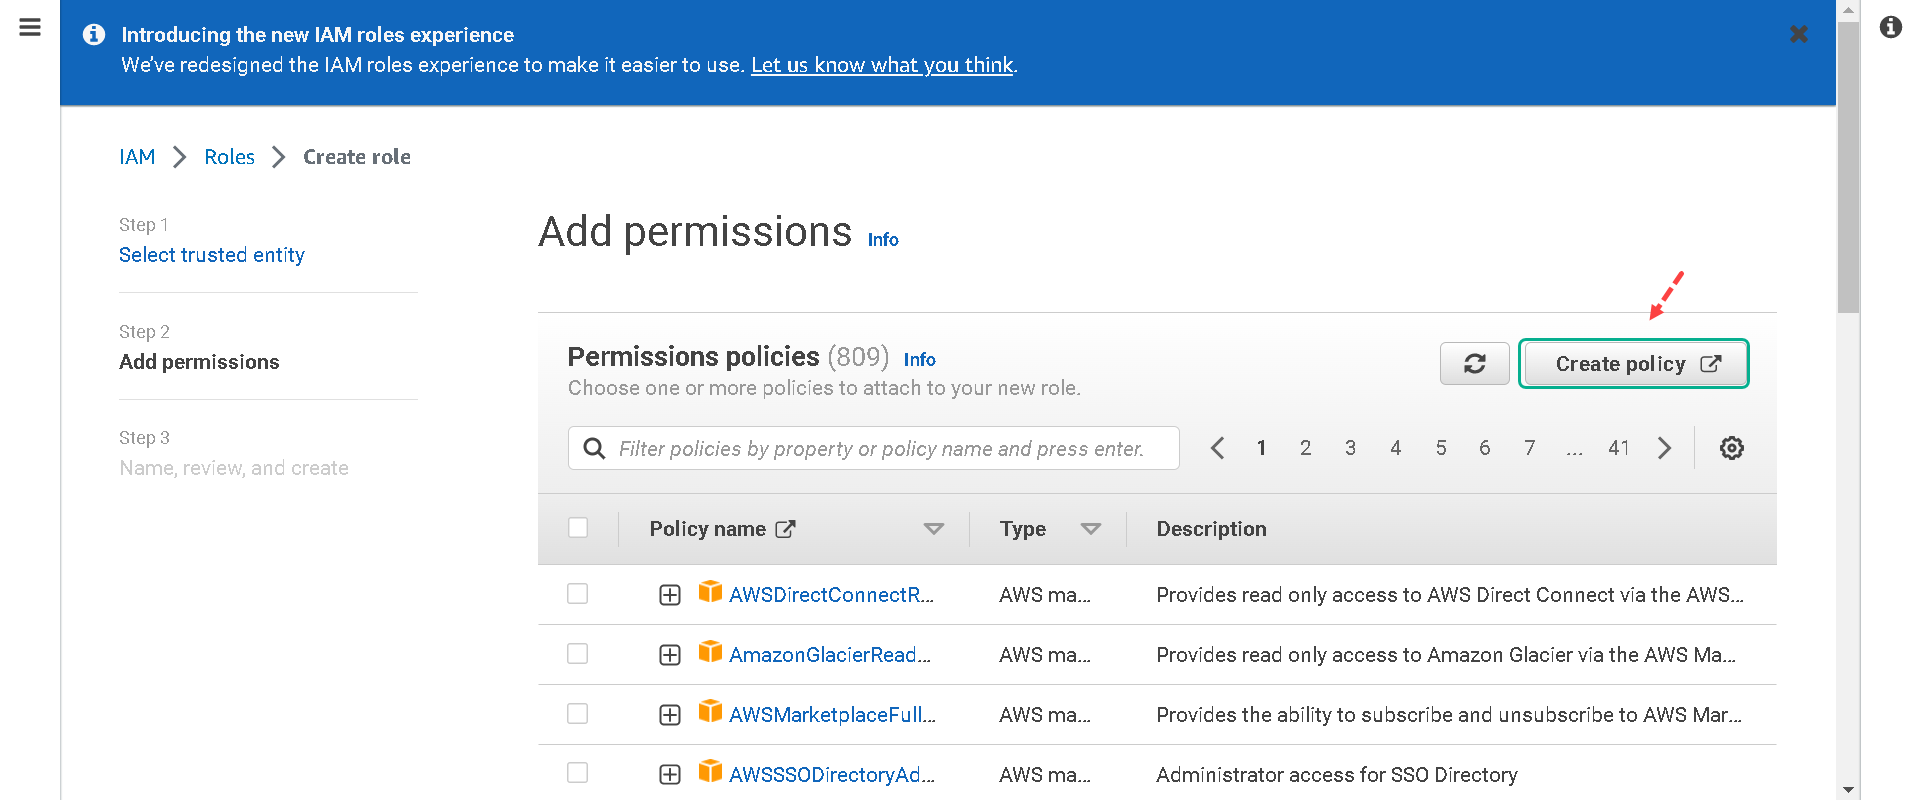 Introducing the new IAM roles experience
We've redesigned the IAM roles experience to make it easier to use. Let us know what you think.
IAM > Roles > Create role
Step 1
Select trusted entity
Step 2
Add permissions
Step 3
Name, review, and create
Add permissions Info
Permissions policies (809) Info
Choose one or more policies to attach to your new role.
Create policy
Filter policies by property or policy name and press enter.
1 2 3 4 5 6 7 ... 41
Policy name Type Description
AWSDirectConnectR... AWS ma... Provides read only access to AWS Direct Connect via the AWS...
AmazonGlacierRead... AWS ma... Provides read only access to Amazon Glacier via the AWS Ma...
AWSMarketplaceFull... AWS ma... Provides the ability to subscribe and unsubscribe to AWS Mar...
AWSSSODirectoryAd... AWS ma... Administrator access for SSO Directory